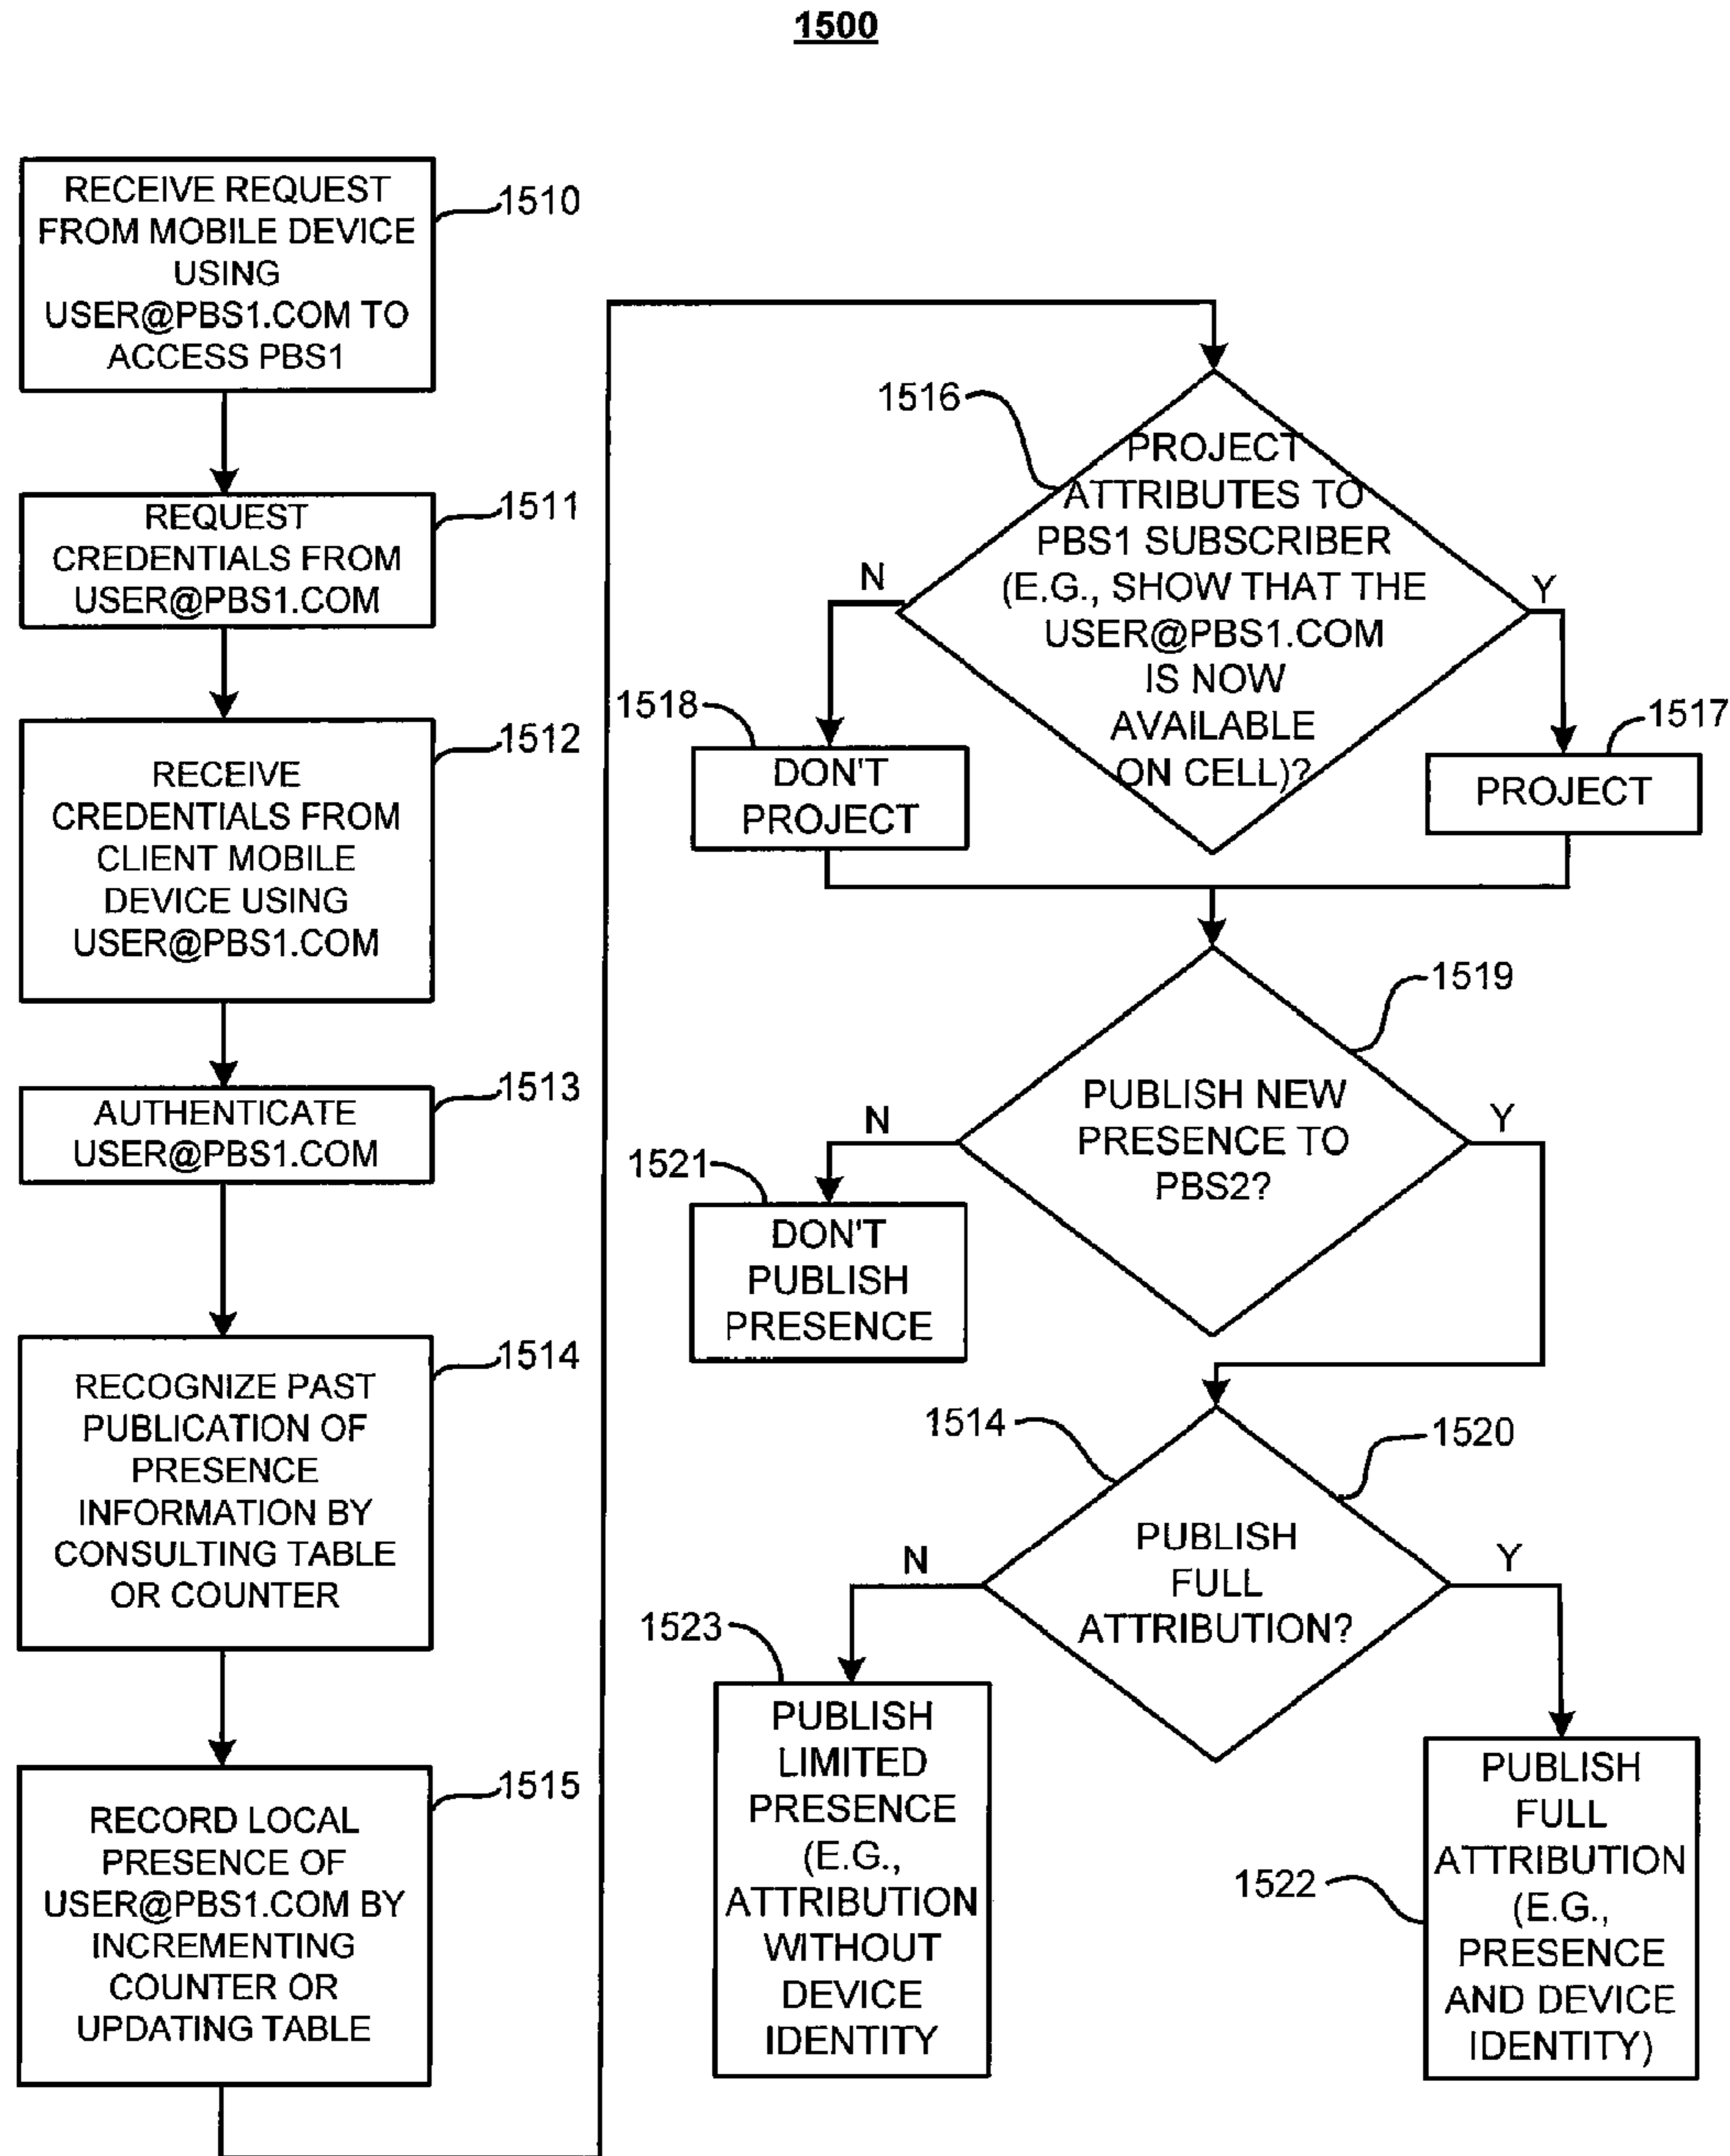 1500
RECEIVE REQUEST
FROM MOBILE DEVICE
USING
USER@PBS1.COM TO
ACCESS PBS1
1510
REQUEST
CREDENTIALS FROM
USER@PBS1.COM
1511
RECEIVE
CREDENTIALS FROM
CLIENT MOBILE
DEVICE USING
USER@PBS1.COM
1512
AUTHENTICATE
USER@PBS1.COM
1513
RECOGNIZE PAST
PUBLICATION OF
PRESENCE
INFORMATION BY
CONSULTING TABLE
OR COUNTER
1514
RECORD LOCAL
PRESENCE OF
USER@PBS1.COM BY
INCREMENTING
COUNTER OR
UPDATING TABLE
1515
1516
PROJECT
ATTRIBUTES TO
PBS1 SUBSCRIBER
(E.G., SHOW THAT THE
USER@PBS1.COM
IS NOW
AVAILABLE
ON CELL)?
N
Y
1518
DON'T
PROJECT
1517
PROJECT
1519
PUBLISH NEW
PRESENCE TO
PBS2?
N
Y
1521
DON'T
PUBLISH
PRESENCE
1514
1520
PUBLISH
FULL
ATTRIBUTION?
N
Y
1523
PUBLISH
LIMITED
PRESENCE
(E.G.,
ATTRIBUTION
WITHOUT
DEVICE
IDENTITY
1522
PUBLISH
FULL
ATTRIBUTION
(E.G.,
PRESENCE
AND DEVICE
IDENTITY)